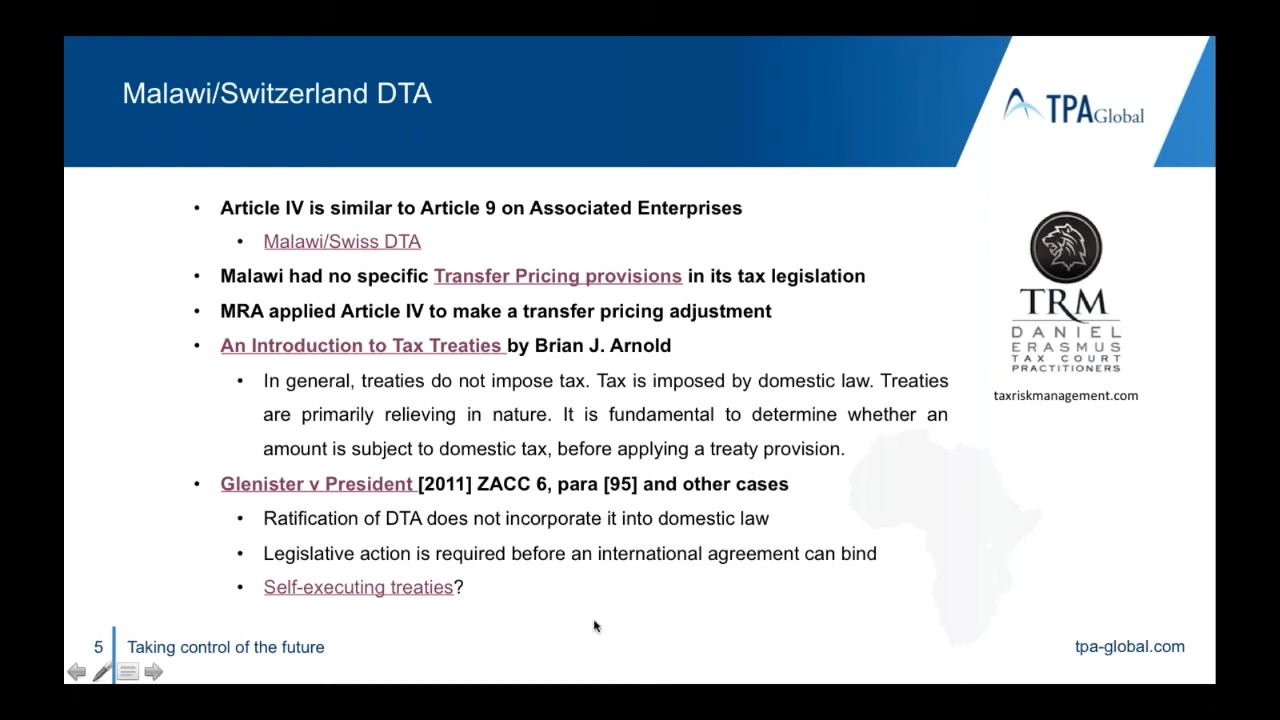 Malawi/Switzerland DTA
TPAGlobal
• Article IV is similar to Article 9 on Associated Enterprises
• Malawi/Swiss DTA
• Malawi had no specific Transfer Pricing provisions in its tax legislation
• MRA applied Article IV to make a transfer pricing adjustment
• An Introduction to Tax Treaties by Brian J. Arnold
• In general, treaties do not impose tax. Tax is imposed by domestic law. Treaties
are primarily relieving in nature. It is fundamental to determine whether an
amount is subject to domestic tax, before applying a treaty provision.
• Glenister v President [2011] ZACC 6, para [95] and other cases
• Ratification of DTA does not incorporate it into domestic law
• Legislative action is required before an international agreement can bind
• Self-executing treaties?
TRM
DANIEL
ERASMUS
TAX COURT
PRACTITIONERS
taxriskmanagement.com
5
Taking control of the future
tpa-global.com